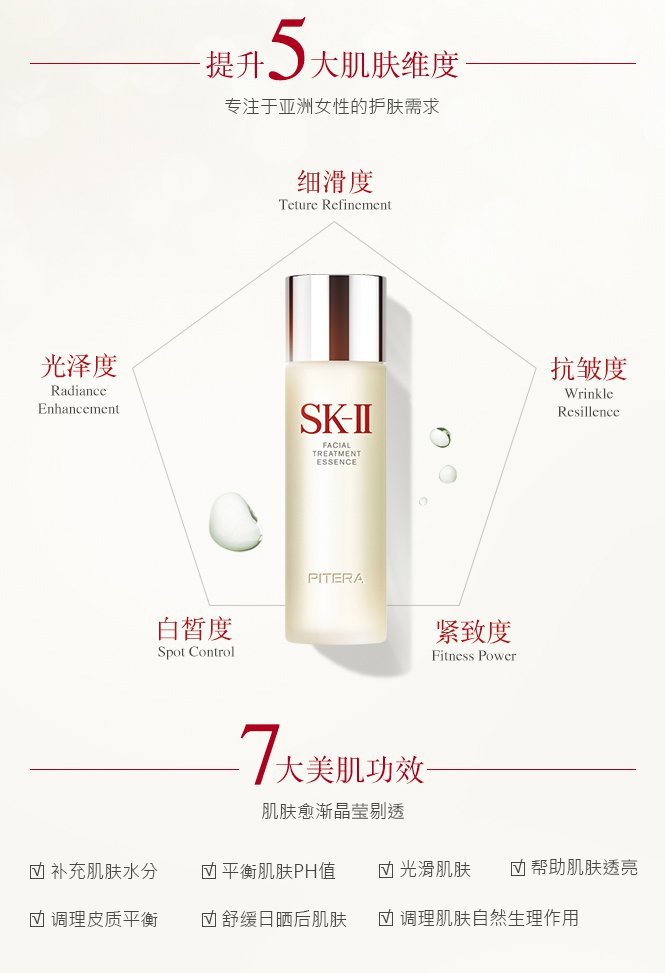 提升5大肌肤维度
专注于亚洲女性的护肤需求
细滑度
Teture Refinement
光泽度
Radiance
Enhancement
抗皱度
Wrinkle
Resillence
SK-II
FACIAL
TREATMENT
ESSENCE
PITERA
白皙度
Spot Control
紧致度
Fitness Power
7大美肌功效
肌肤愈渐晶莹剔透
补充肌肤水分
平衡肌肤PH值
光滑肌肤
帮助肌肤透亮
调理皮质平衡
舒缓日晒后肌肤
调理肌肤自然生理作用